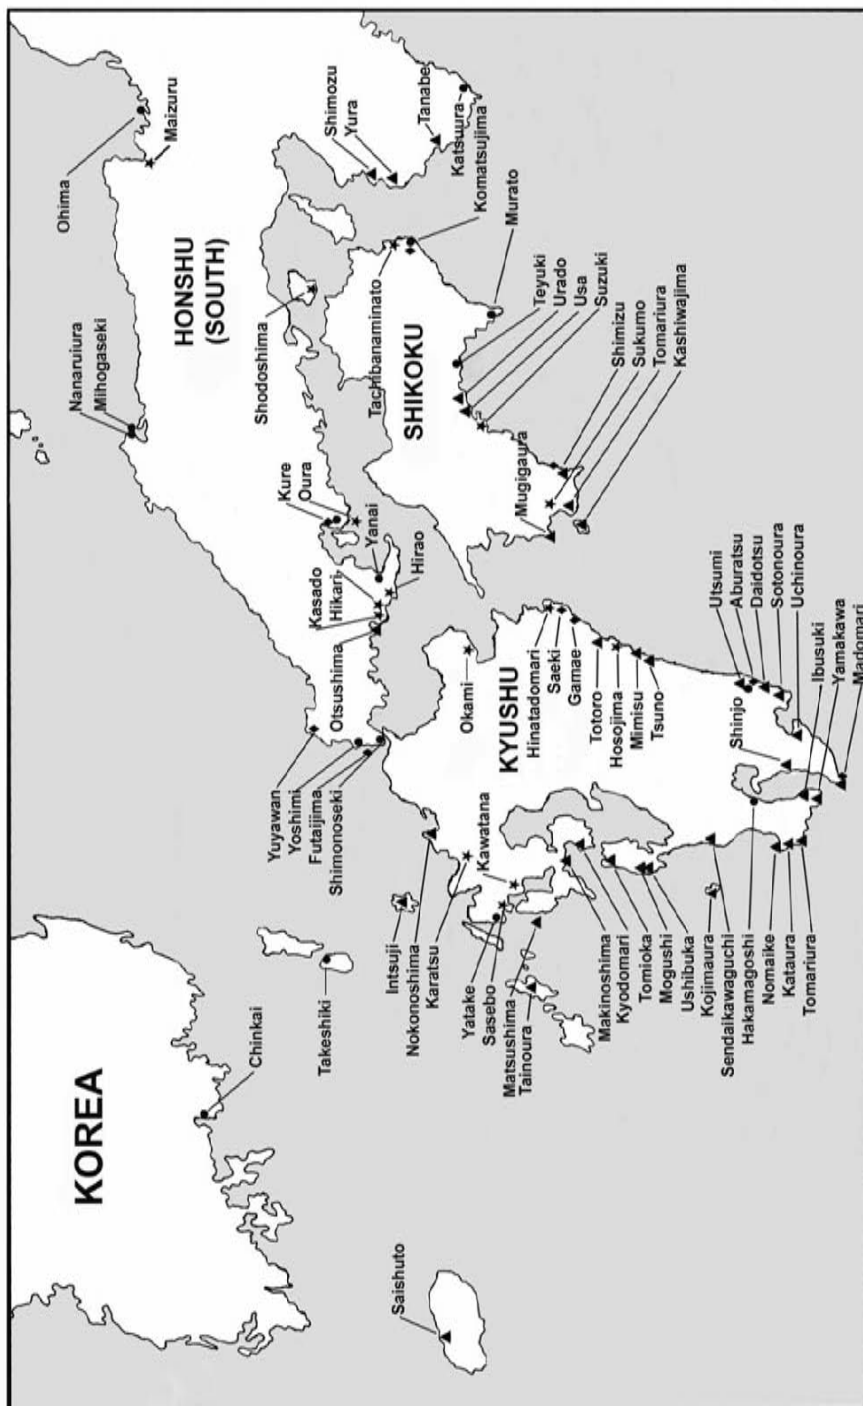 KOREA
HONSHU
(SOUTH)
SHIKOKU
KYUSHU
Ohima
Maizuru
Nanaruiura
Mihogaseki
Shimozu
Yura
Tanabe
Katsuura
Komatsujima
Murato
Shodoshima
Tachibanaminato
Teyuki
Urado
Usa
Suzuki
Shimizu
Sukumo
Tomariura
Kashiwajima
Mugigaura
Kure
Oura
Yanai
Hirao
Kasado
Hikari
Otsushima
Yuyawan
Yoshimi
Futaijima
Shimonoseki
Okami
Hinatadomari
Saeki
Gamae
Totoro
Hosojima
Mimisu
Tsuno
Utsumi
Aburatsu
Daidotsu
Sotonoura
Uchinoura
Ibusuki
Yamakawa
Madomari
Shinjo
Chinkai
Takeshiki
Intsuji
Nokonoshima
Karatsu
Kawatana
Yatake
Sasebo
Matsushima
Tainoura
Makinoshima
Kyodomari
Tomioka
Mogushi
Ushibuka
Kojimaura
Sendaikawaguchi
Hakamagoshi
Nomaike
Kataura
Tomariura
Saishuto